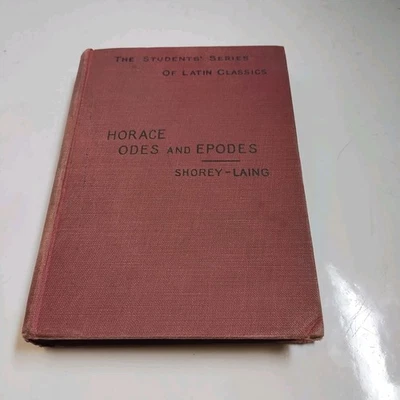 THE STUDENTS' SERIES
OF LATIN CLASSICS
HORACE
ODES AND EPODES
SHOREY-LAING